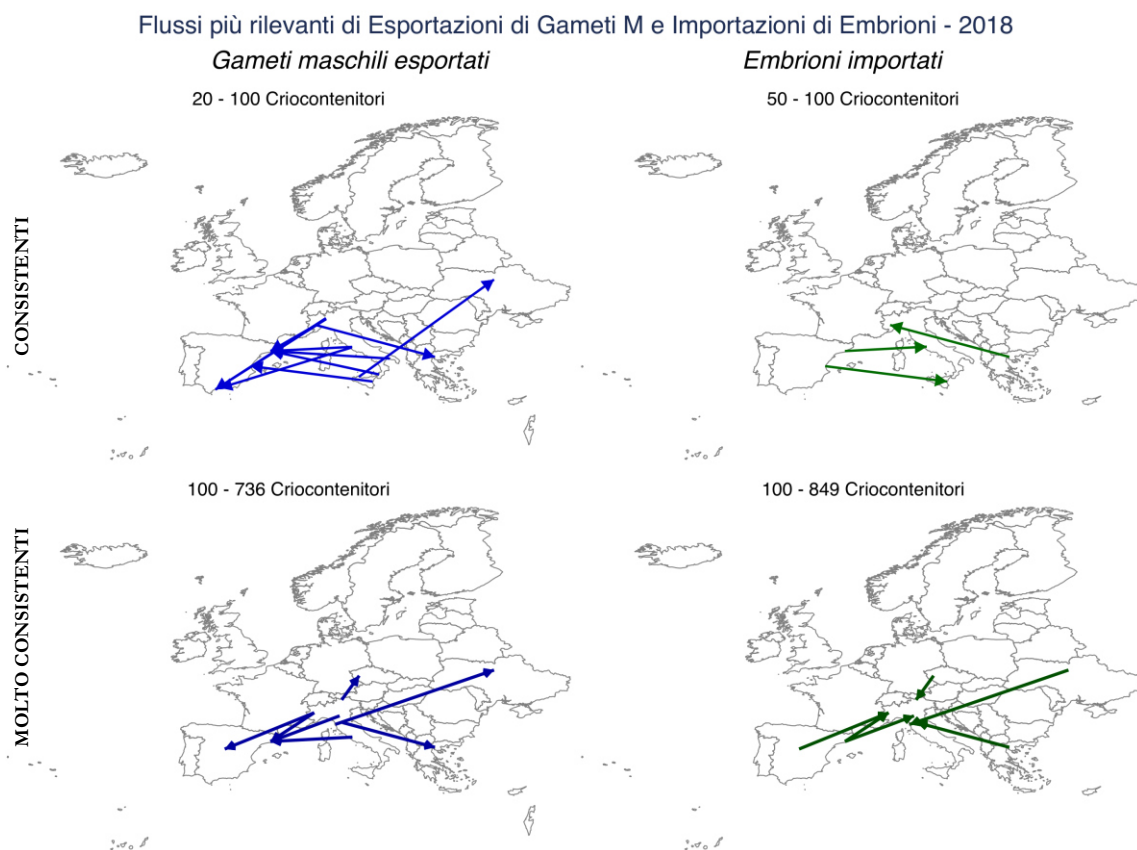 Flussi più rilevanti di Esportazioni di Gameti M e Importazioni di Embrioni - 2018
Gameti maschili esportati
Embrioni importati
20 - 100 Criocontenitori
50 - 100 Criocontenitori
CONSISTENTI
100 - 736 Criocontenitori
100 - 849 Criocontenitori
MOLTO CONSISTENTI